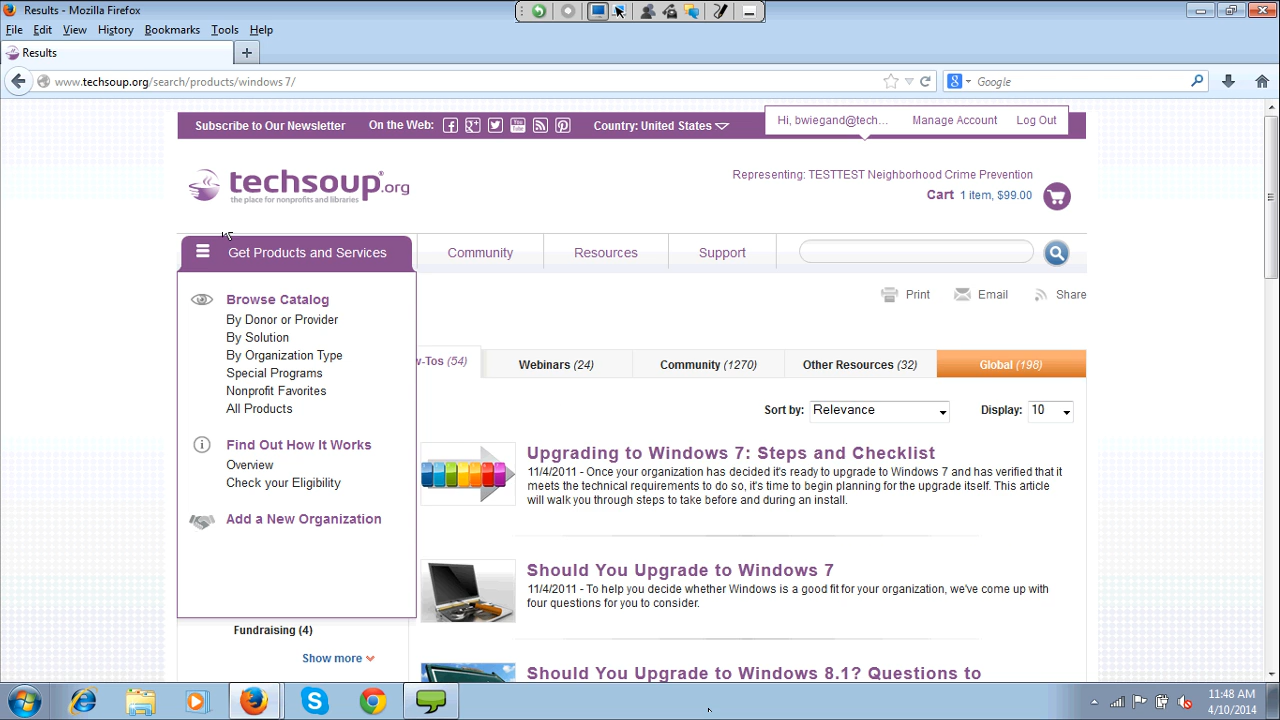 Results - Mozilla Firefox
File Edit View History Bookmarks Tools Help
Results
www.techsoup.org/search/products/windows 7/
Google
Subscribe to Our Newsletter
On the Web:
Country: United States
Hi, bwiegand@tech...
Manage Account
Log Out
techsoup.org
the place for nonprofits and libraries
Representing: TESTTEST Neighborhood Crime Prevention
Cart 1 item, $99.00
Get Products and Services
Community
Resources
Support
Browse Catalog
By Donor or Provider
By Solution
By Organization Type
Special Programs
Nonprofit Favorites
All Products
Find Out How It Works
Overview
Check your Eligibility
Add a New Organization
Fundraising (4)
Show more
Print
Email
Share
w-Tos (54)
Webinars (24)
Community (1270)
Other Resources (32)
Global (198)
Sort by: Relevance
Display: 10
Upgrading to Windows 7: Steps and Checklist
11/4/2011 - Once your organization has decided it's ready to upgrade to Windows 7 and has verified that it
meets the technical requirements to do so, it's time to begin planning for the upgrade itself. This article
will walk you through steps to take before and during an install.
Should You Upgrade to Windows 7
11/4/2011 - To help you decide whether Windows is a good fit for your organization, we've come up with
four questions for you to consider.
Should You Upgrade to Windows 8.1? Questions to
11:48 AM
4/10/2014